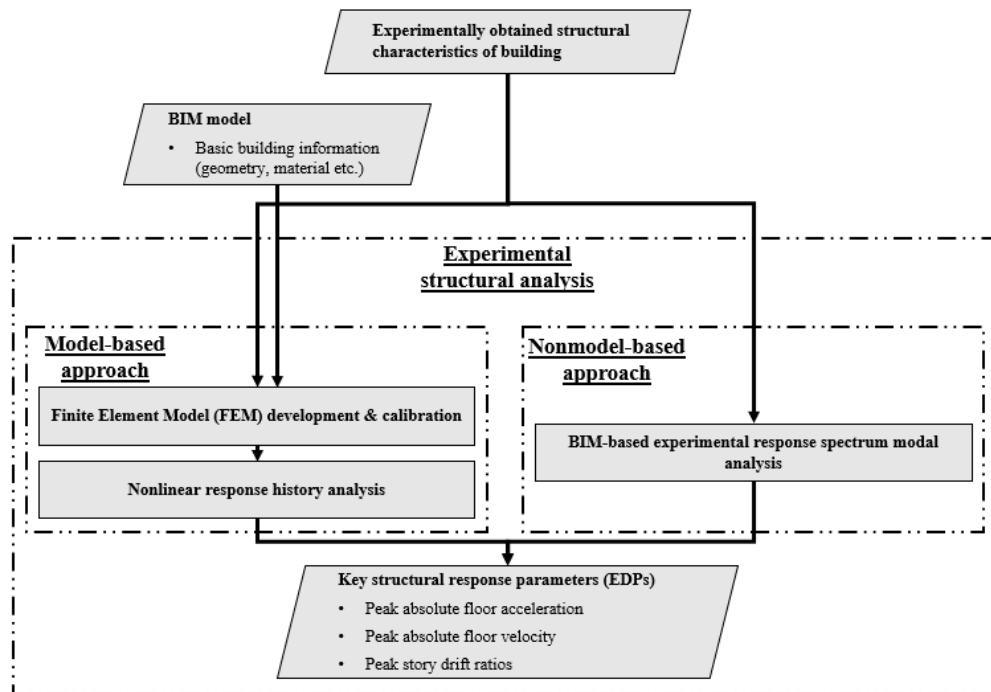 Experimentally obtained structural
characteristics of building
BIM model
• Basic building information
(geometry, material etc.)
Experimental
structural analysis
Model-based
approach
Nonmodel-based
approach
Finite Element Model (FEM) development & calibration
BIM-based experimental response spectrum modal
analysis
Nonlinear response history analysis
Key structural response parameters (EDPs)
• Peak absolute floor acceleration
• Peak absolute floor velocity
• Peak story drift ratios